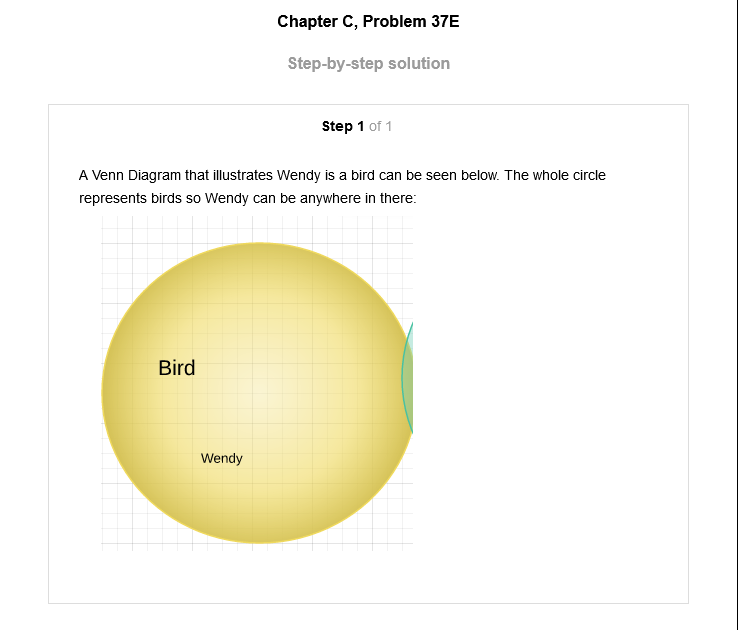 Chapter C, Problem 37E
Step-by-step solution
Step 1 of 1
A Venn Diagram that illustrates Wendy is a bird can be seen below. The whole circle
represents birds so Wendy can be anywhere in there:
Bird
Wendy